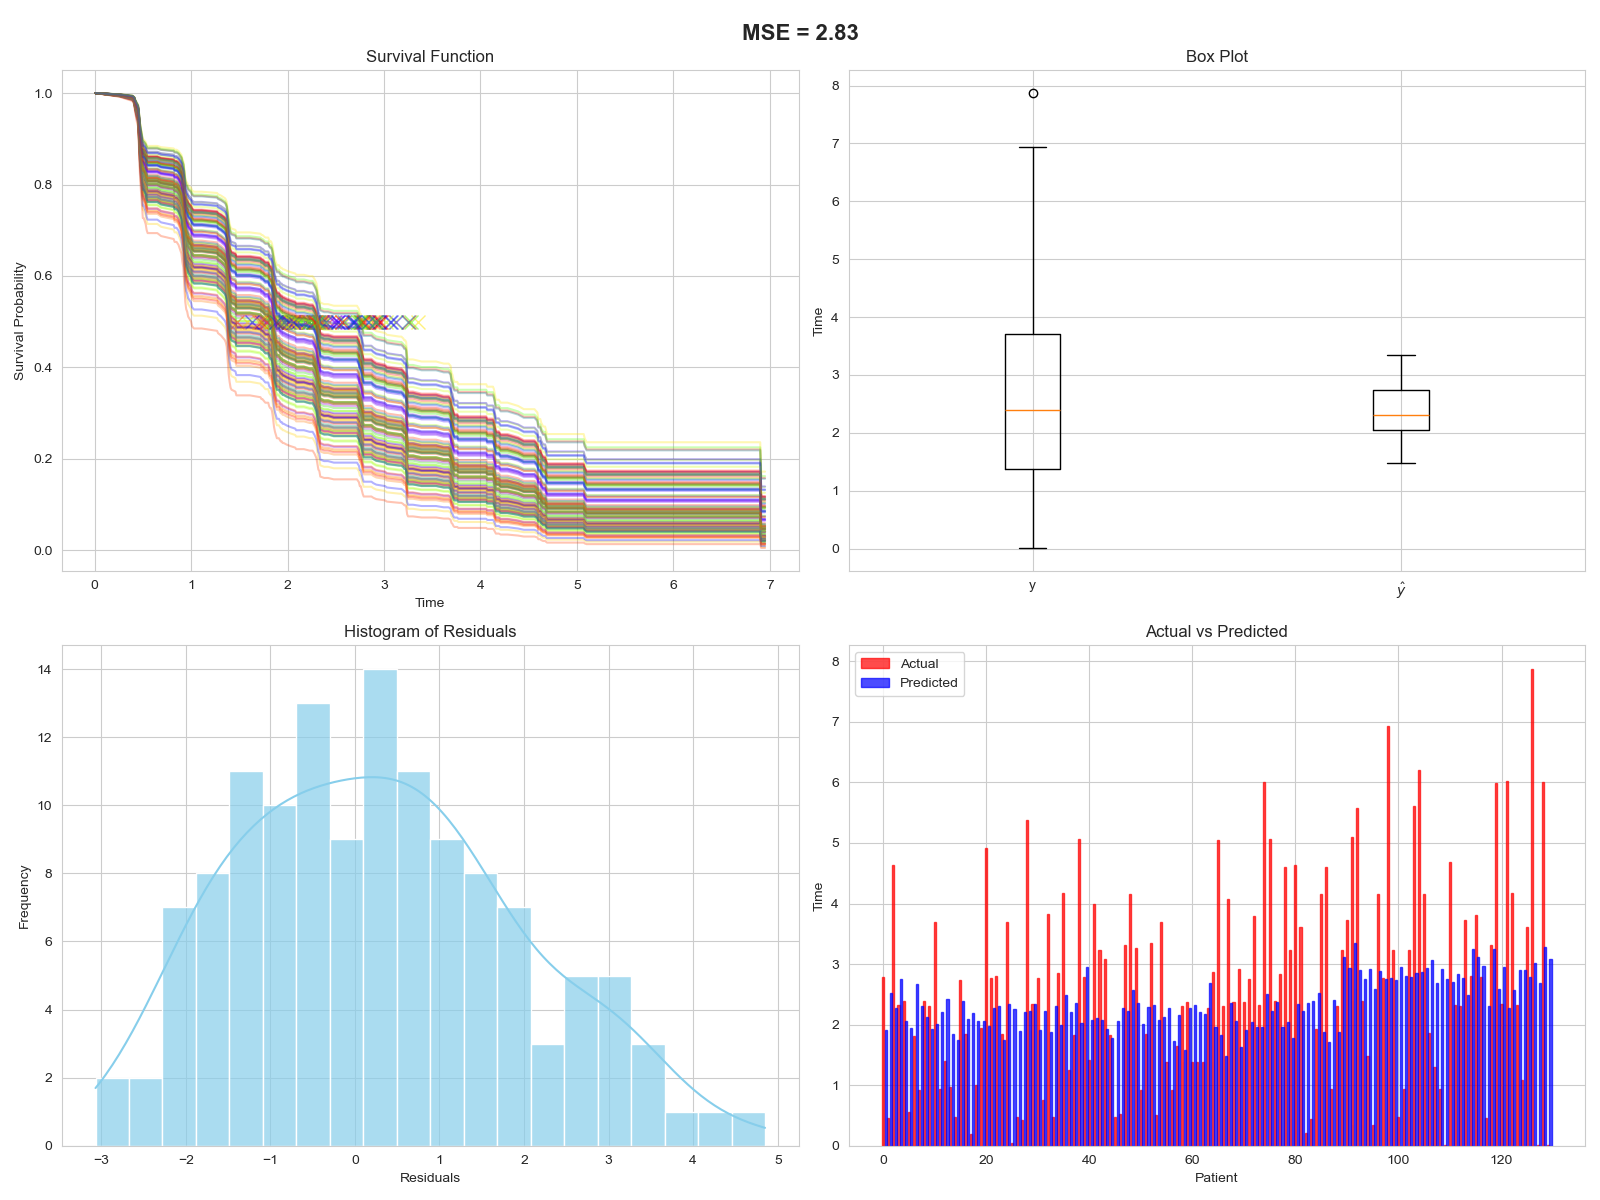 MSE = 2.83
Survival Function
1.0
0.8
0.6
0.4
0.2
0.0
Survival Probability
0 1 2 3 4 5 6 7
Time
Box Plot
8
7
6
5
4
3
2
1
0
Time
y ŷ
Histogram of Residuals
14
12
10
8
6
4
2
0
Frequency
−3 −2 −1 0 1 2 3 4 5
Residuals
Actual vs Predicted
Actual
Predicted
8
7
6
5
4
3
2
1
0
Time
0 20 40 60 80 100 120
Patient